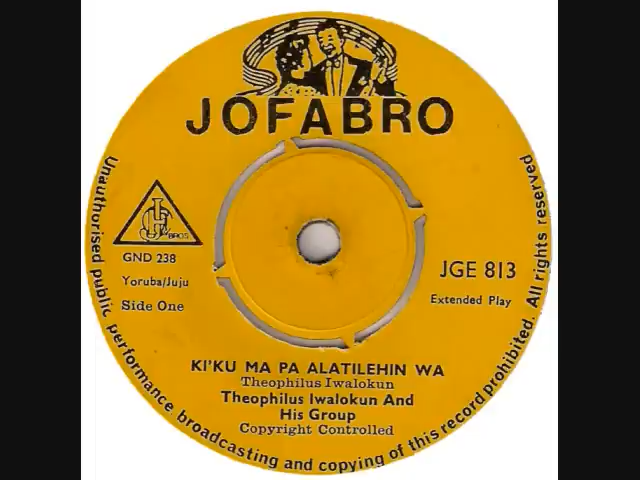 JOFABRO
BROS
GND 238
JGE 813
Yoruba/Juju
Extended Play
Side One
KI'KU MA PA ALATILEHIN WA
Theophilus Iwalokun
Theophilus Iwalokun And
His Group
Copyright Controlled
Unauthorised public performance broadcasting and copying of this record prohibited. All rights reserved